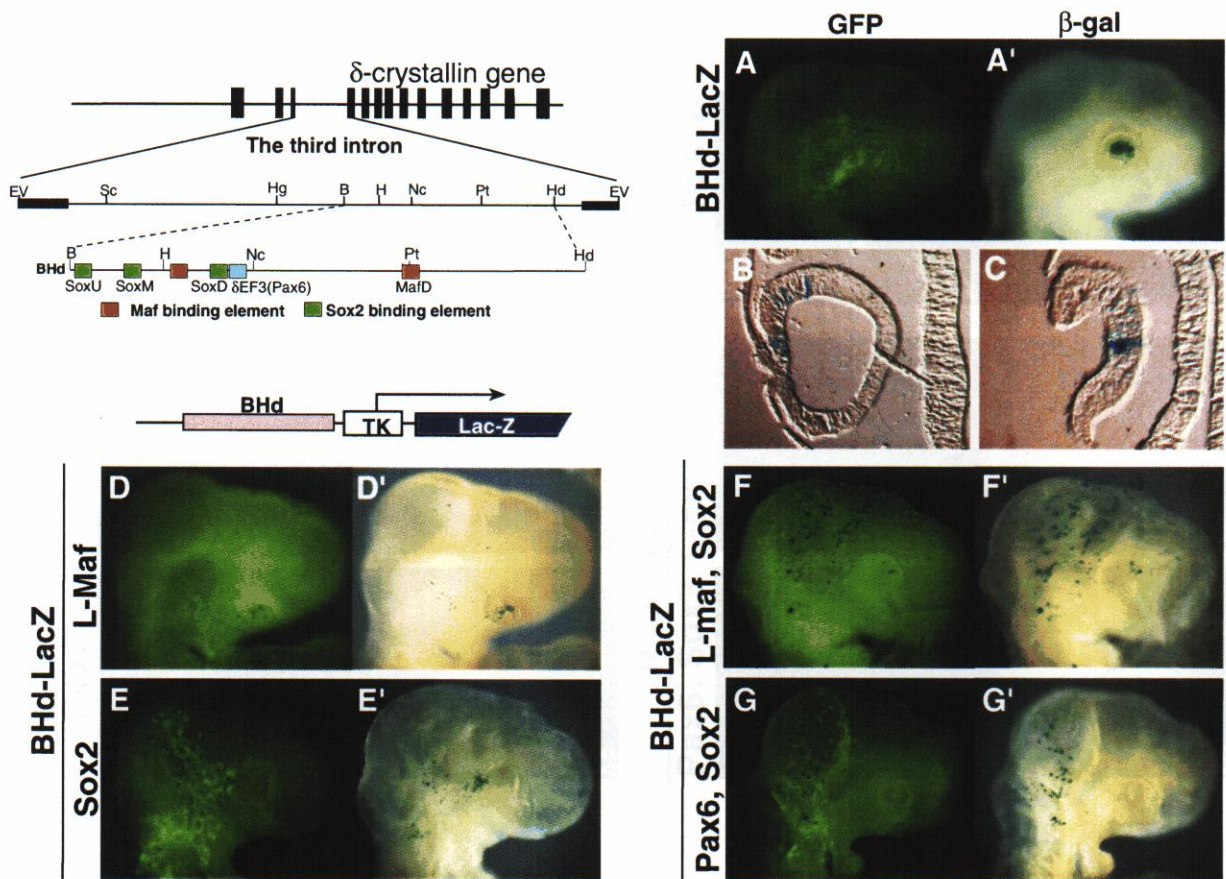 δ-crystallin gene
The third intron
EV Sc Hg B H Nc Pt Hd EV
B H Nc Pt Hd
BHd
SoxU SoxM SoxD δEF3(Pax6) MafD
Maf binding element Sox2 binding element
BHd
TK Lac-Z
GFP β-gal
BHd-LacZ
A A'
B C
BHd-LacZ
L-Maf
D D'
Sox2
E E'
BHd-LacZ
L-maf, Sox2
F F'
Pax6, Sox2
G G'